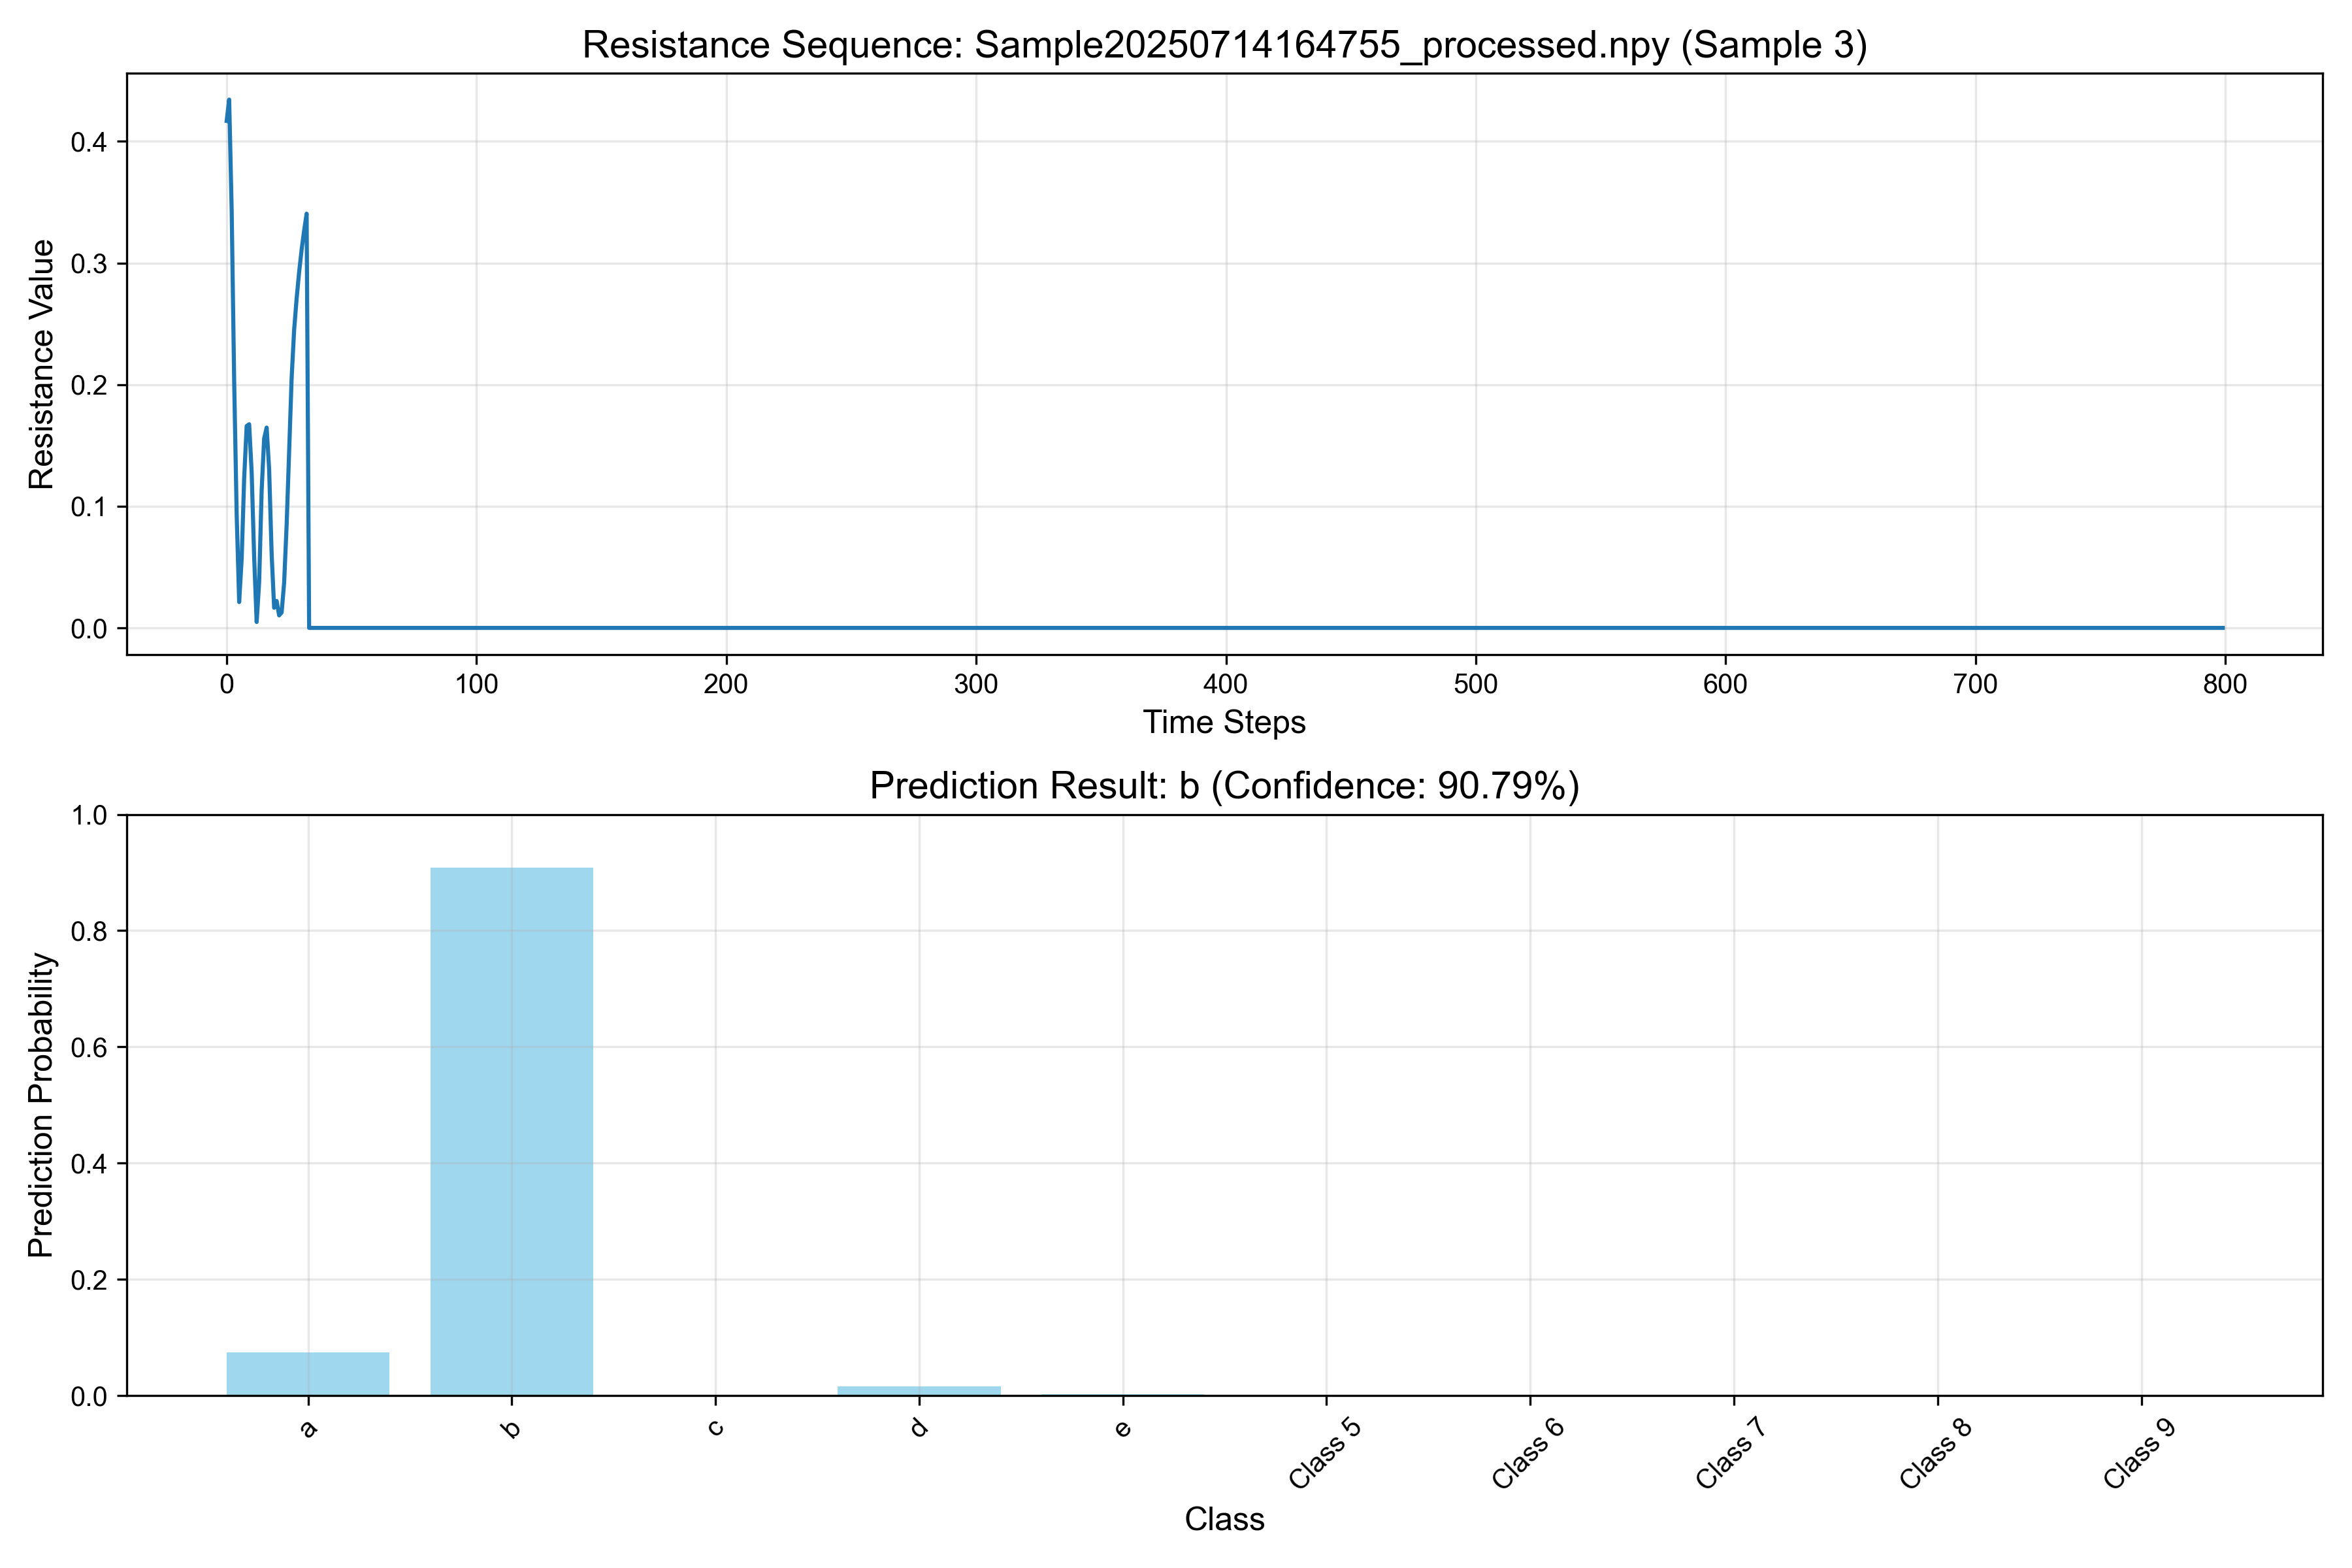 Resistance Sequence: Sample20250714164755_processed.npy (Sample 3)
Resistance Value
0.4
0.3
0.2
0.1
0.0
0 100 200 300 400 500 600 700 800
Time Steps
Prediction Result: b (Confidence: 90.79%)
Prediction Probability
1.0
0.8
0.6
0.4
0.2
0.0
a b c d e Class 5 Class 6 Class 7 Class 8 Class 9
Class